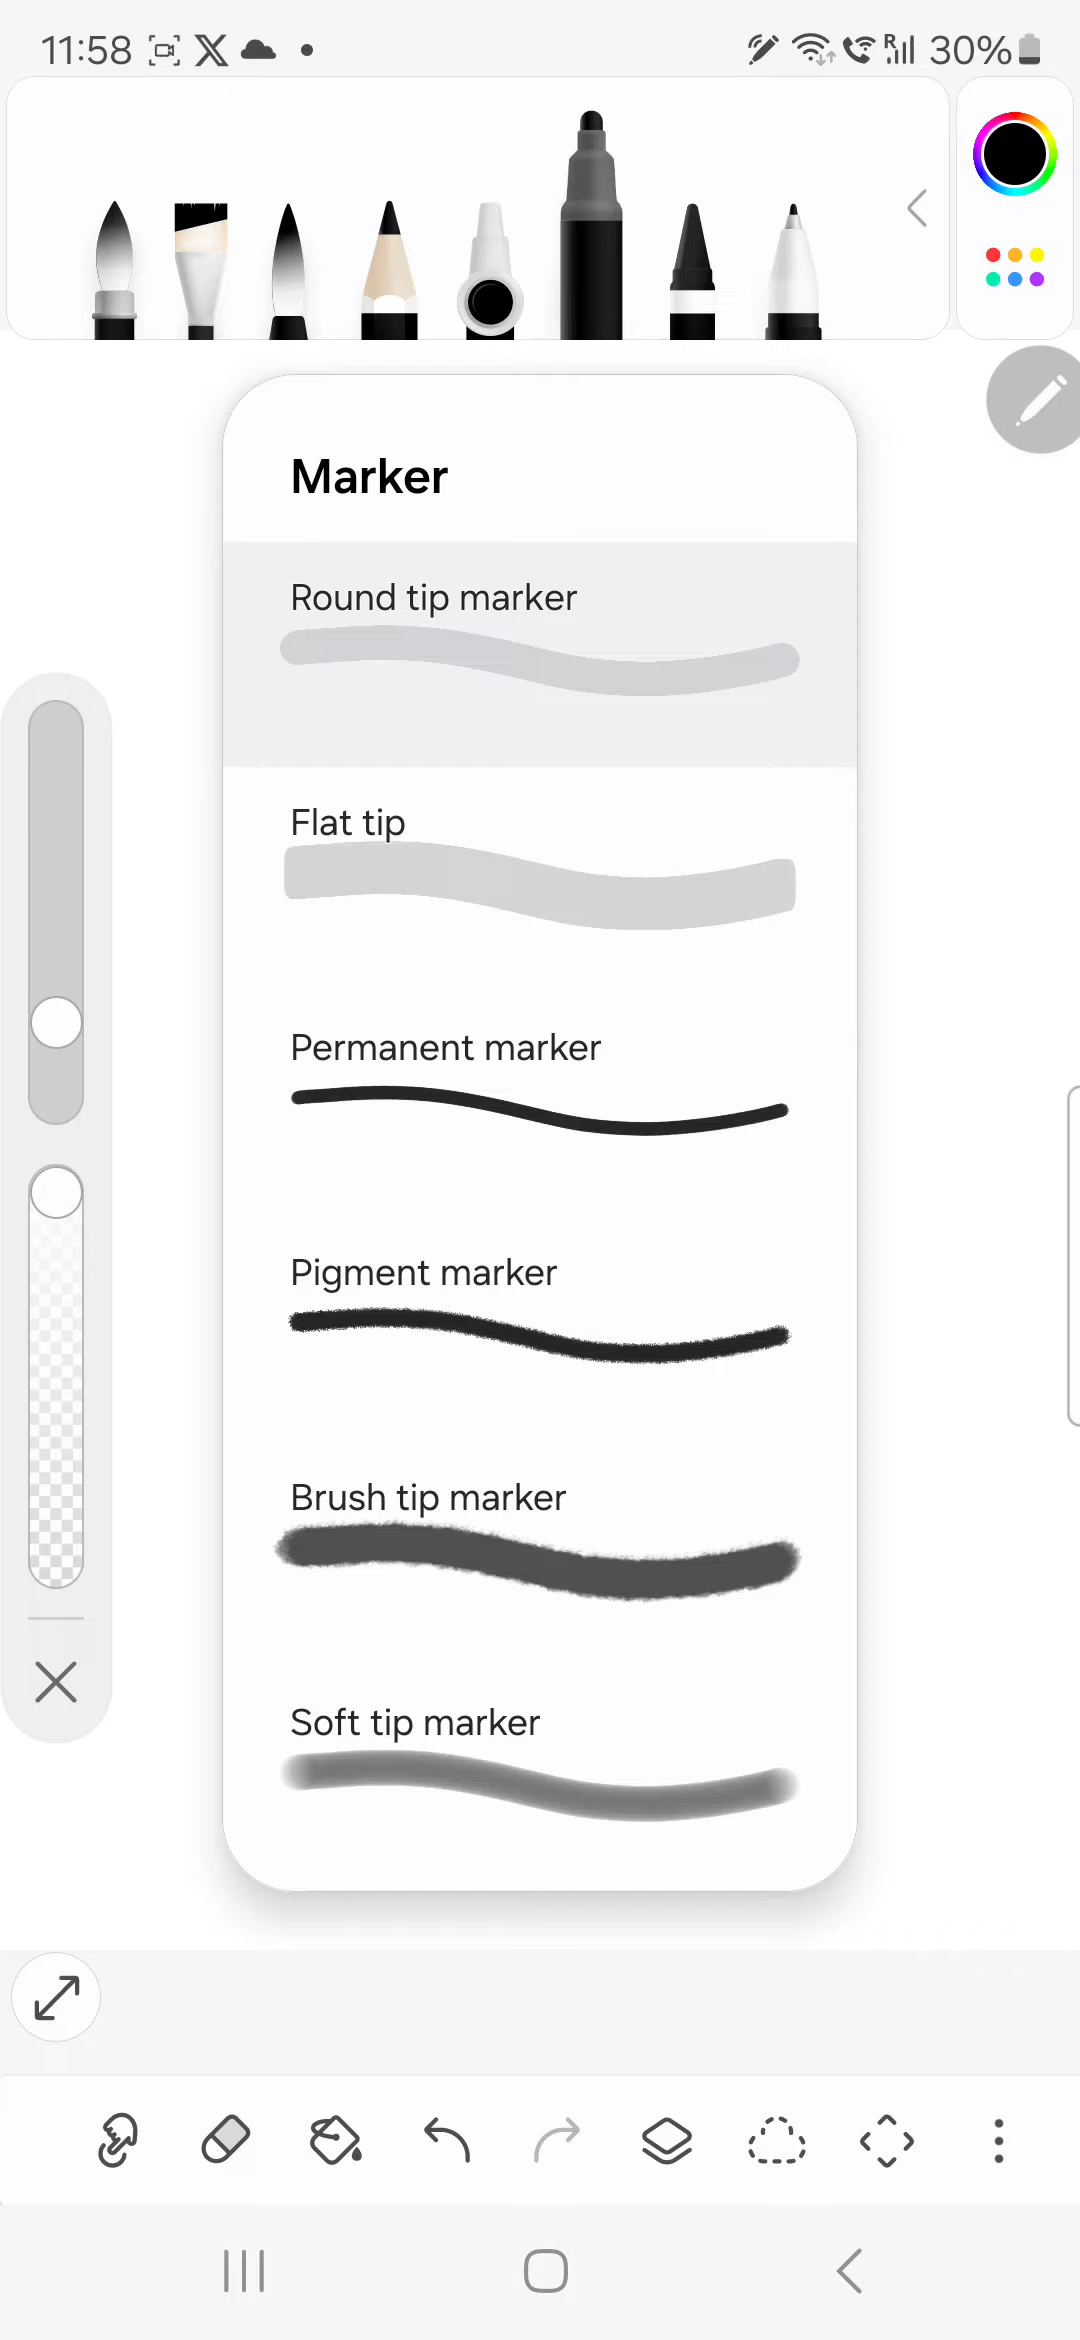 11:58
R
30%
Marker
Round tip marker
Flat tip
Permanent marker
Pigment marker
Brush tip marker
Soft tip marker